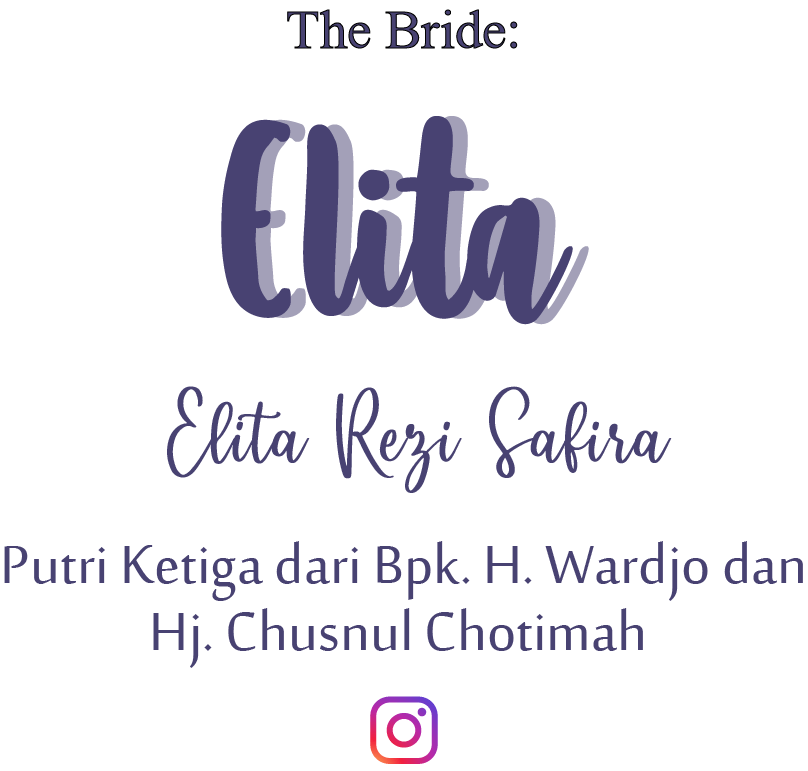 The Bride:
Elita
Elita Rezi Safira
Putri Ketiga dari Bpk. H. Wardjo dan
Hj. Chusnul Chotimah